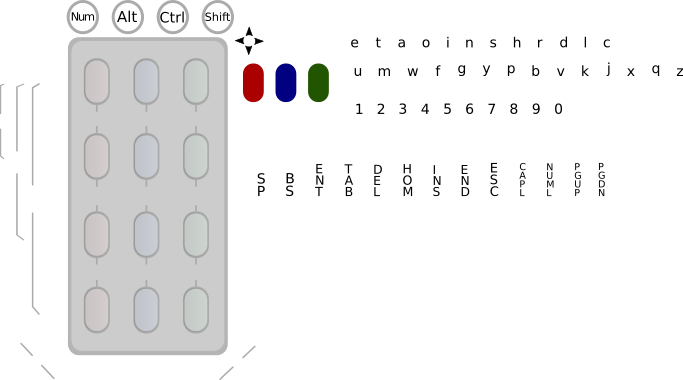 Num Alt Ctrl Shift
e t a o i n s h r d l c
u m w f g y p b v k j x q z
1 2 3 4 5 6 7 8 9 0
SP BS ENT TAB DEL HOM INS END ESC CAPL NUML PGUP PGDN